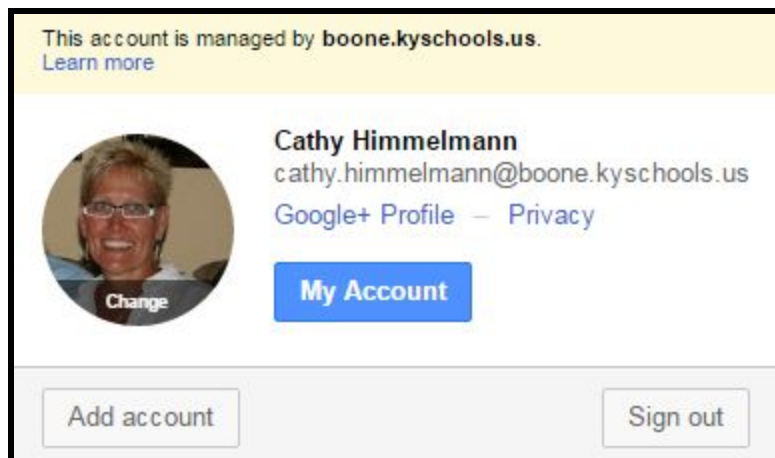 This account is managed by boone.kyschools.us.
Learn more
Cathy Himmelmann
cathy.himmelmann@boone.kyschools.us
Google+ Profile – Privacy
Change
My Account
Add account
Sign out